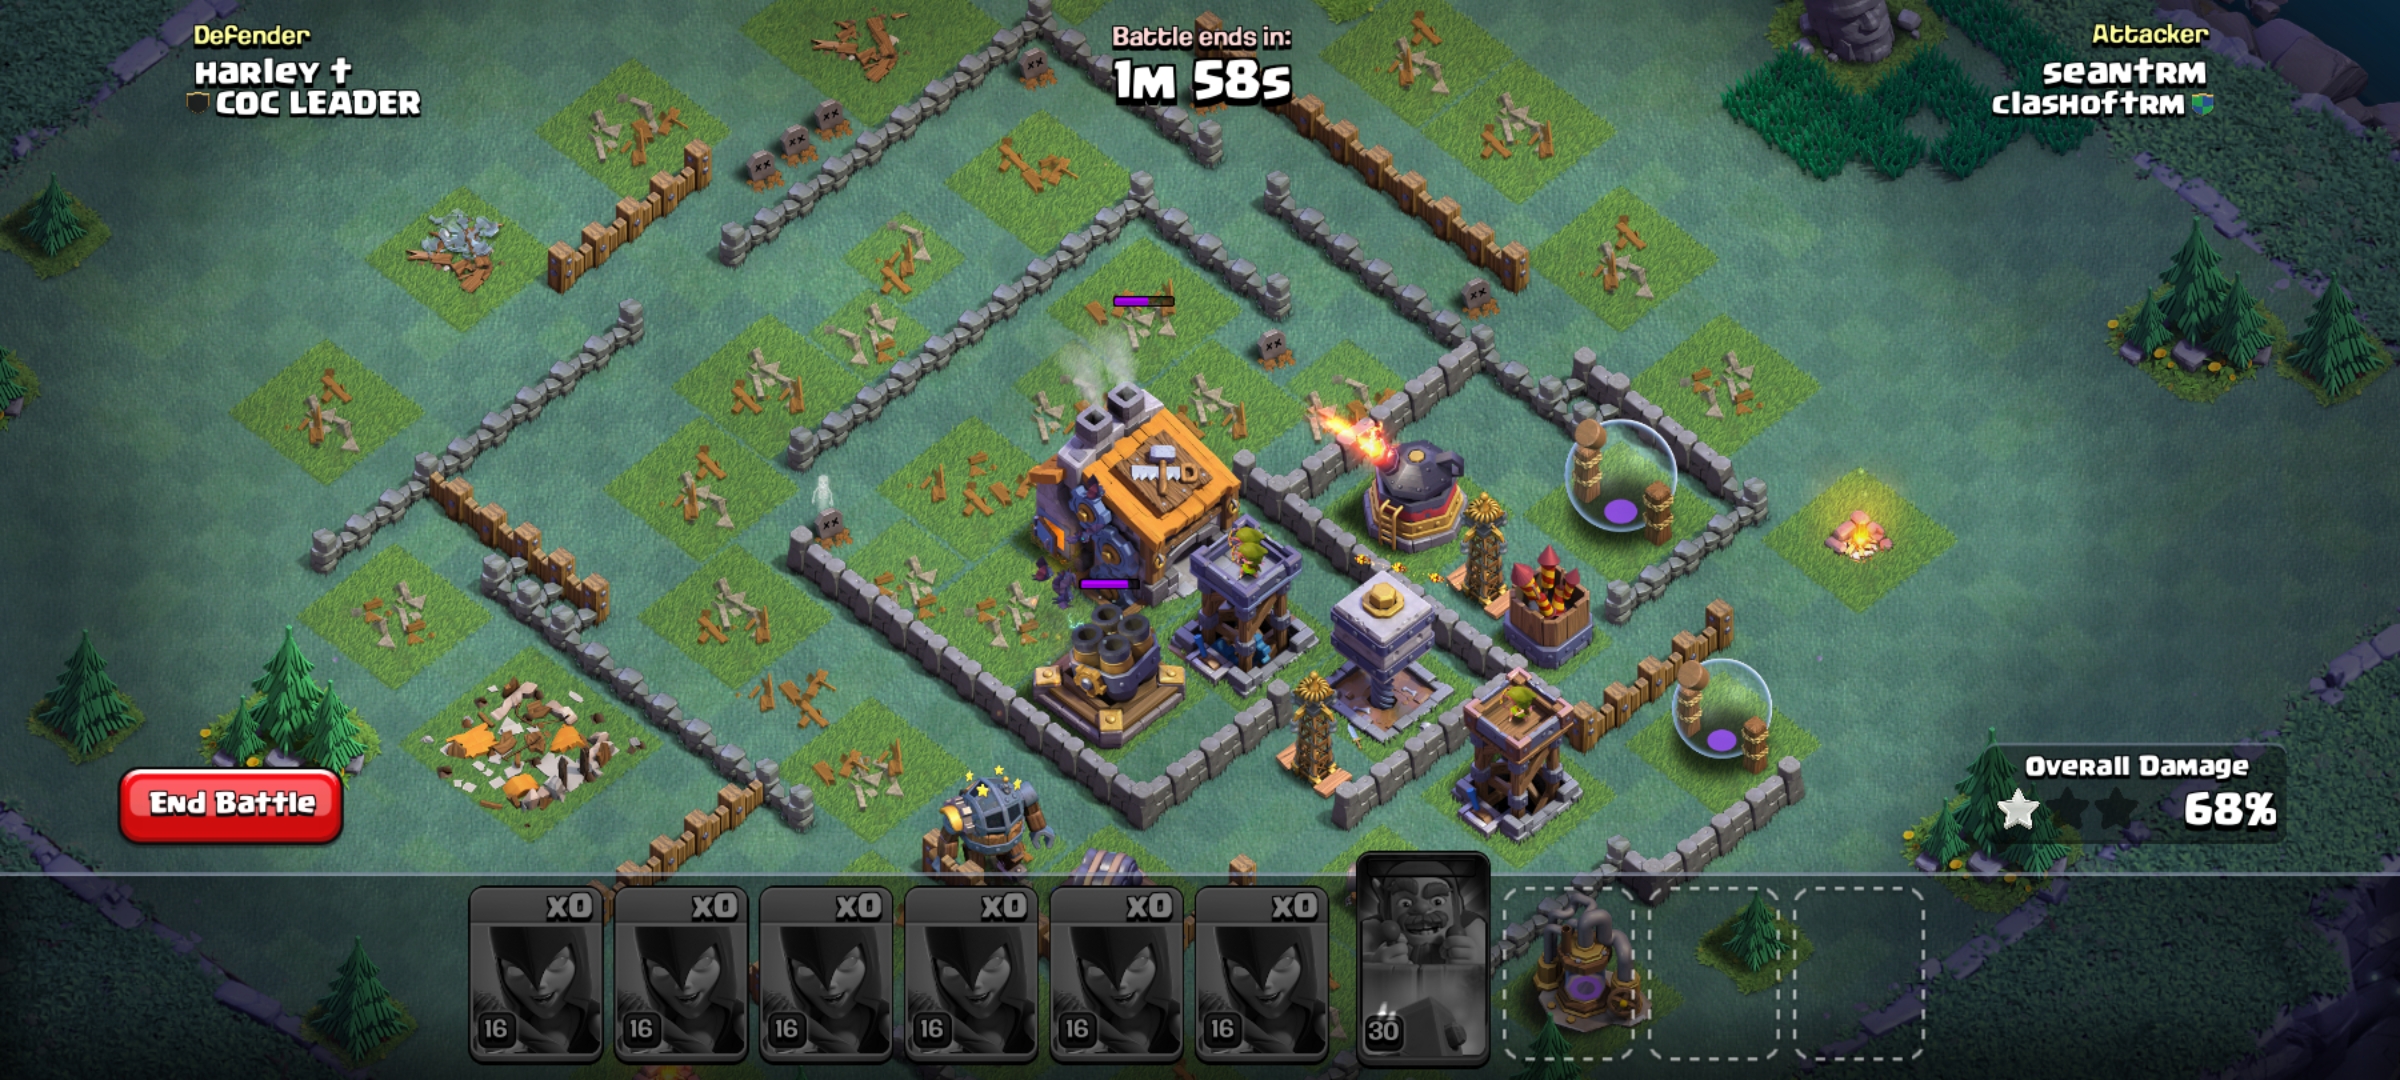 Defender
Harley †
COC LEADER
Battle ends in:
1M 58s
Attacker
seantrm
clashoftrm
End Battle
Overall Damage
68%
x0
x0
x0
x0
x0
x0
16
16
16
16
16
16
30